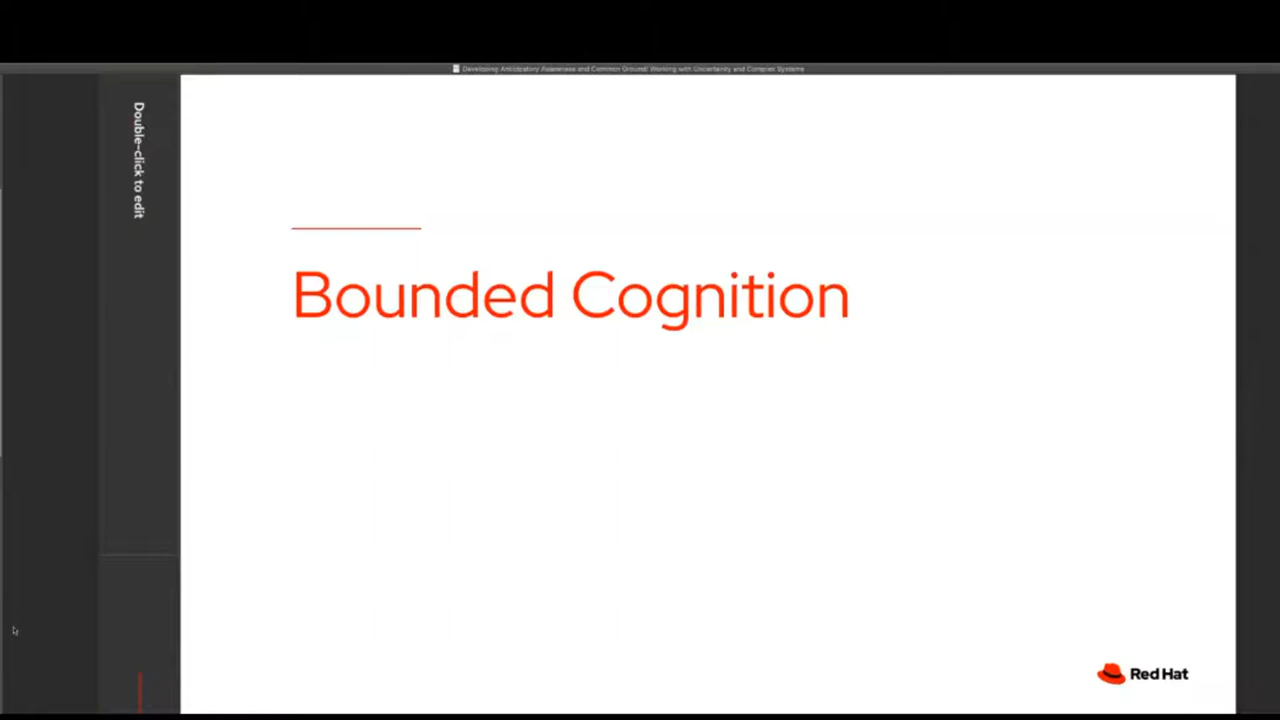 Developing Anticipatory Awareness and Common Ground: Working with Uncertainty and Complex Systems
Double-click to edit
Bounded Cognition
Red Hat